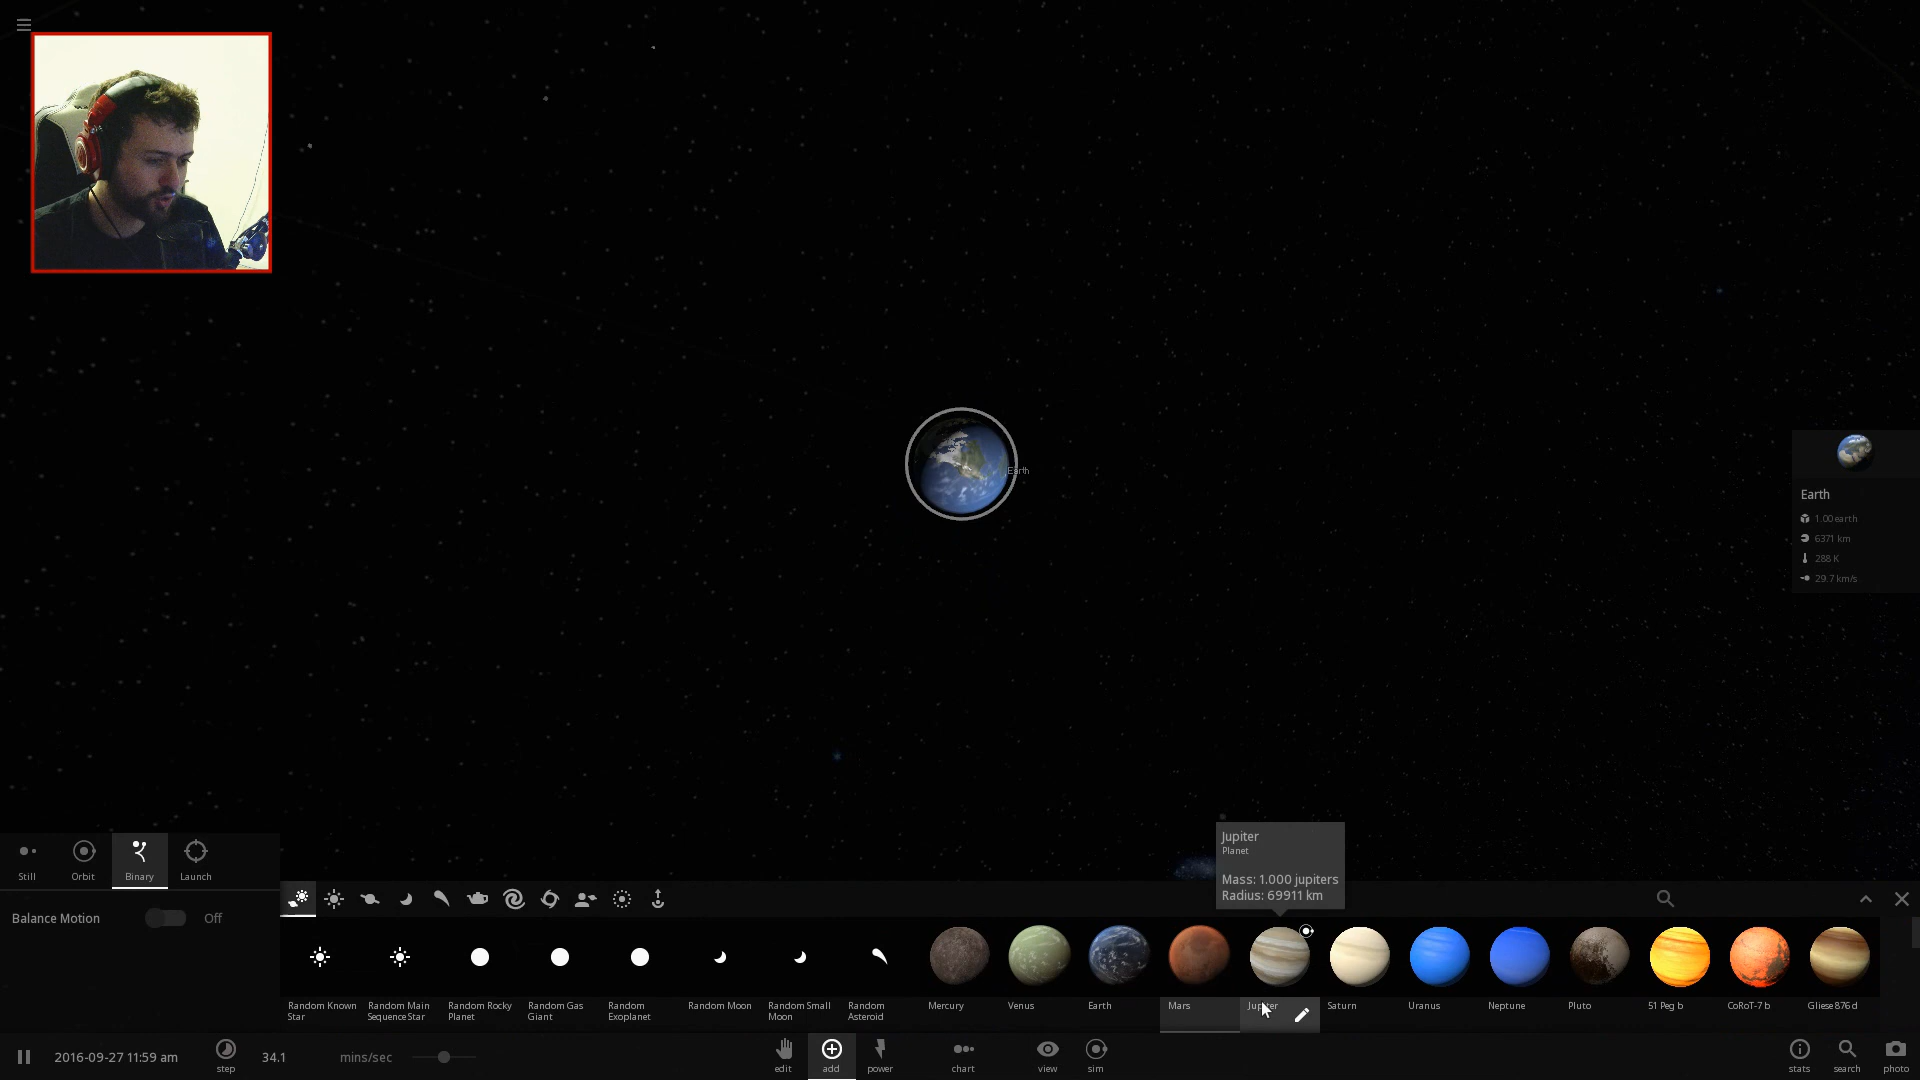 Earth
Earth
1.00 earth
6371 km
288 K
29.7 km/s
Jupiter
Planet
Mass: 1.000 jupiters
Radius: 69911 km
Still
Orbit
Binary
Launch
Balance Motion
Off
Random Known
Star
Random Main
Sequence Star
Random Rocky
Planet
Random Gas
Giant
Random
Exoplanet
Random Moon
Random Small
Moon
Random
Asteroid
Mercury
Venus
Earth
Mars
Jupiter
Saturn
Uranus
Neptune
Pluto
51 Peg b
CoRoT-7 b
Gliese 876 d
2016-09-27 11:59 am
step
34.1
mins/sec
edit
add
power
chart
view
sim
stats
search
photo